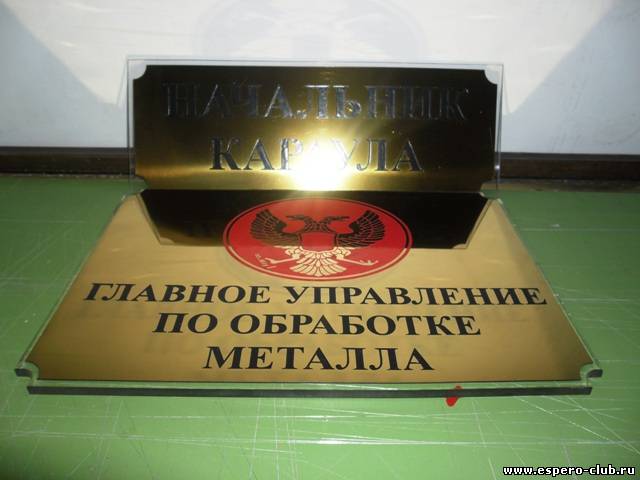 НАЧАЛЬНИК
КАРАУЛА
ГЛАВНОЕ УПРАВЛЕНИЕ
ПО ОБРАБОТКЕ
МЕТАЛЛА
www.espero-club.ru